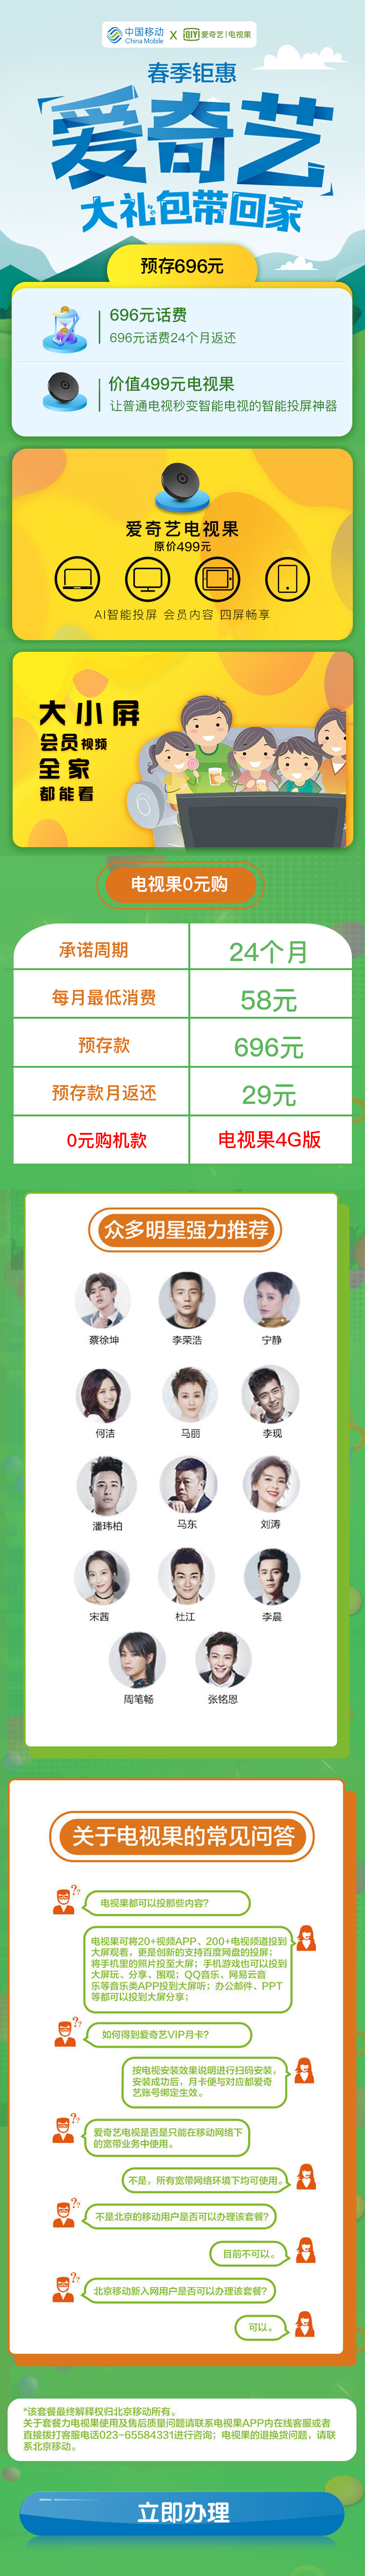 中国移动
China Mobile
X
iQIYI 爱奇艺|电视果
春季钜惠
爱奇艺
大礼包带回家
预存696元
696元话费
696元话费24个月返还
价值499元电视果
让普通电视秒变智能电视的智能投屏神器
爱奇艺电视果
原价499元
AI智能投屏 会员内容 四屏畅享
大小屏
会员视频
全家
都能看
电视果0元购
承诺周期 24个月
每月最低消费 58元
预存款 696元
预存款月返还 29元
0元购机款 电视果4G版
众多明星强力推荐
蔡徐坤 李荣浩 宁静
何洁 马丽 李现
潘玮柏 马东 刘涛
宋茜 杜江 李晨
周笔畅 张铭恩
关于电视果的常见问答
??
电视果都可以投那些内容?
电视果可将20+视频APP、200+电视频道投到
大屏观看，更是创新的支持百度网盘的投屏；
将手机里的照片投至大屏；手机游戏也可以投到
大屏玩、分享、围观；QQ音乐、网易云音
乐等音乐类APP投到大屏听；办公邮件、PPT
等都可以投到大屏分享；
??
如何得到爱奇艺VIP月卡?
按电视安装效果说明进行扫码安装，
安装成功后，月卡便与对应都爱奇
艺账号绑定生效。
??
爱奇艺电视是否是只能在移动网络下
的宽带业务中使用。
不是，所有宽带网络环境下均可使用。
??
不是北京的移动用户是否可以办理该套餐?
目前不可以。
??
北京移动新入网用户是否可以办理该套餐?
可以。
*该套餐最终解释权归北京移动所有。
关于套餐力电视果使用及售后质量问题请联系电视果APP内在线客服或者
直接拨打客服电话023-65584331进行咨询；电视果的退换货问题，请联
系北京移动。
立即办理